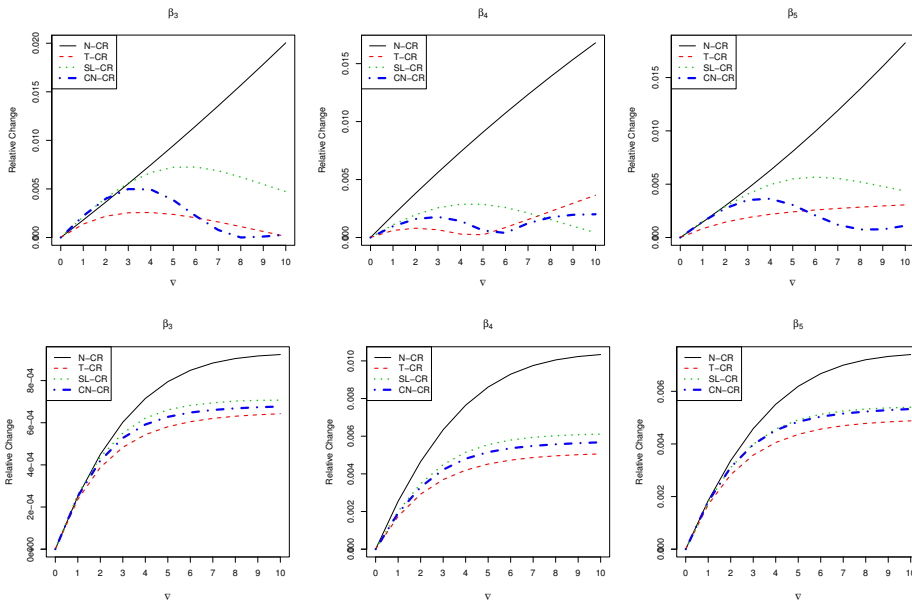 β3
N−CR
T−CR
SL−CR
CN−CR
Relative Change
0.000 0.005 0.010 0.015 0.020
0 1 2 3 4 5 6 7 8 9 10
∇
β4
N−CR
T−CR
SL−CR
CN−CR
Relative Change
0.000 0.005 0.010 0.015
0 1 2 3 4 5 6 7 8 9 10
∇
β5
N−CR
T−CR
SL−CR
CN−CR
Relative Change
0.000 0.005 0.010 0.015
0 1 2 3 4 5 6 7 8 9 10
∇
β3
N−CR
T−CR
SL−CR
CN−CR
Relative Change
0e+00 2e−04 4e−04 6e−04 8e−04
0 1 2 3 4 5 6 7 8 9 10
∇
β4
N−CR
T−CR
SL−CR
CN−CR
Relative Change
0.000 0.002 0.004 0.006 0.008 0.010
0 1 2 3 4 5 6 7 8 9 10
∇
β5
N−CR
T−CR
SL−CR
CN−CR
Relative Change
0.000 0.002 0.004 0.006
0 1 2 3 4 5 6 7 8 9 10
∇